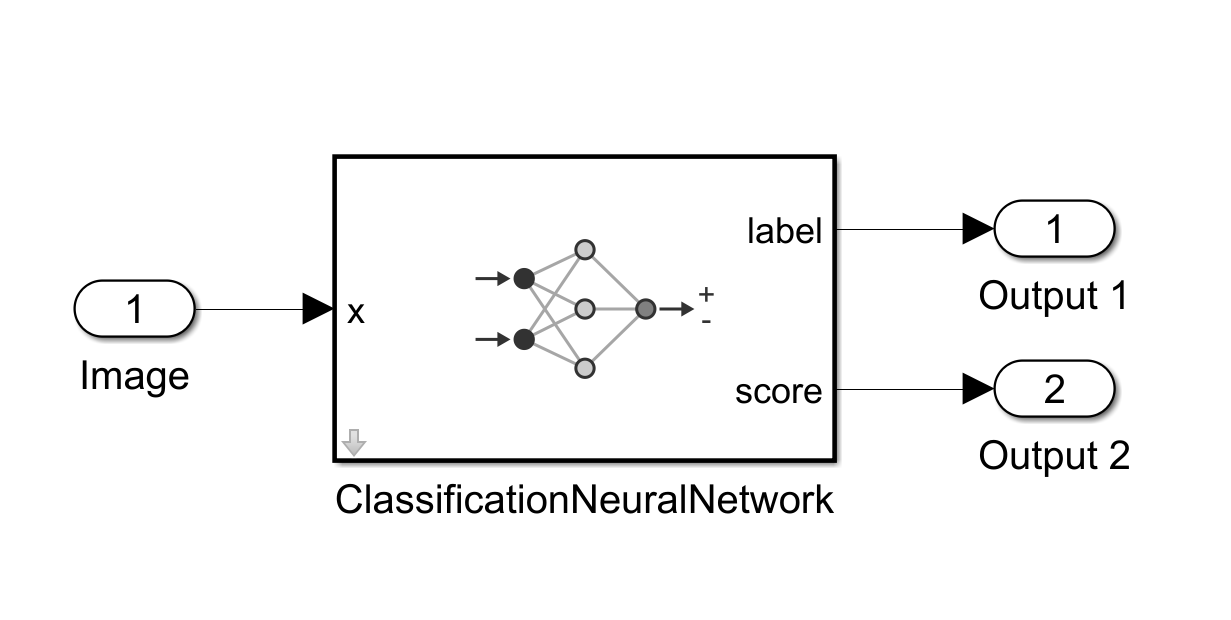 1
Image
x
label
+
-
score
ClassificationNeuralNetwork
1
Output 1
2
Output 2